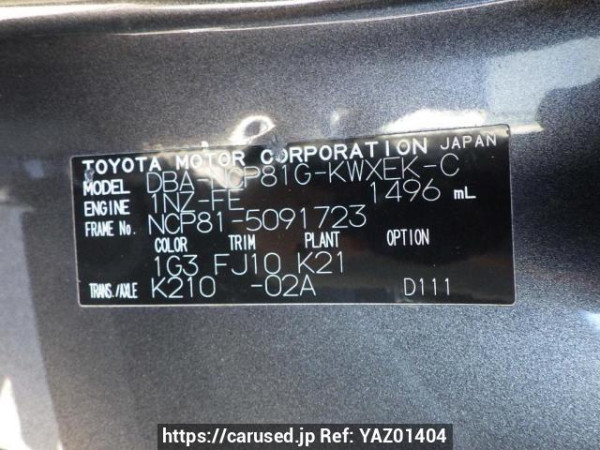 TOYOTA MOTOR CORPORATION JAPAN
MODEL DBA-NCP81G-KWXEK-C
ENGINE 1NZ-FE 1496 mL
FRAME No. NCP81-5091723
COLOR TRIM PLANT OPTION
1G3 FJ10 K21
TRANS./AXLE K210 -02A D111
https://carused.jp Ref: YAZ01404